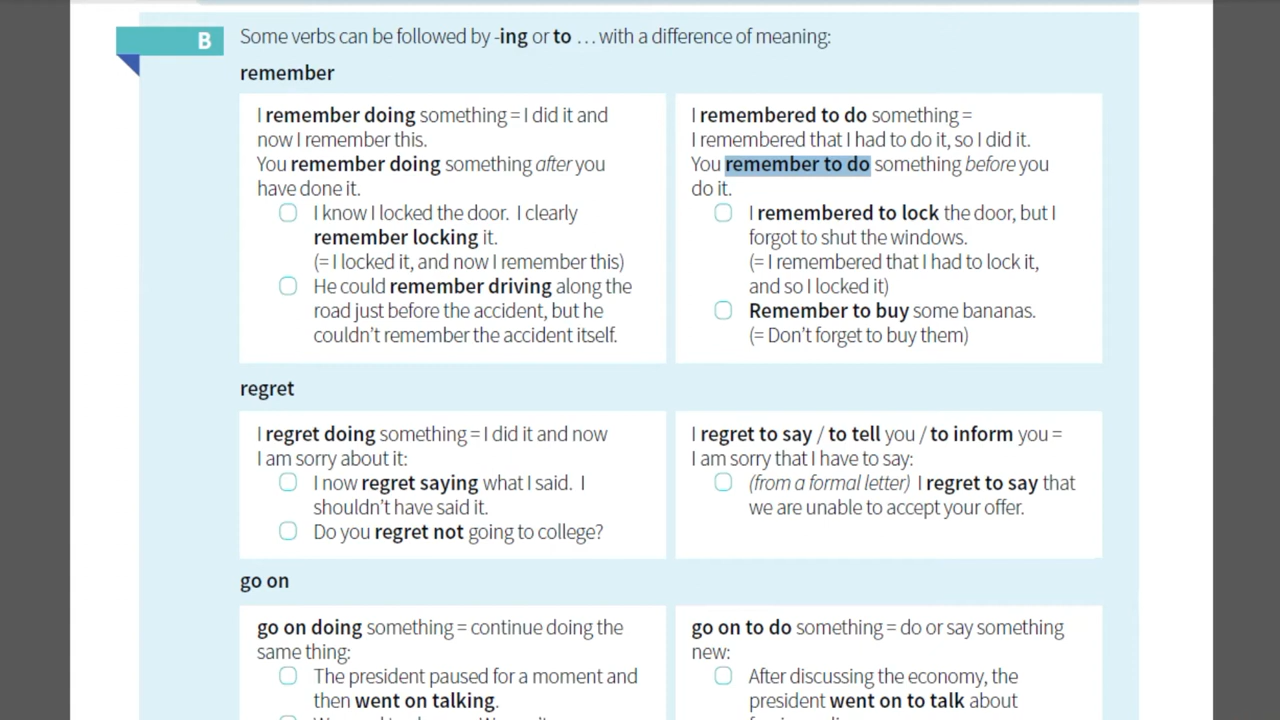 B
Some verbs can be followed by -ing or to … with a difference of meaning:
remember
I remember doing something = I did it and
now I remember this.
You remember doing something after you
have done it.
I know I locked the door. I clearly
remember locking it.
(= I locked it, and now I remember this)
He could remember driving along the
road just before the accident, but he
couldn't remember the accident itself.
I remembered to do something =
I remembered that I had to do it, so I did it.
You remember to do something before you
do it.
I remembered to lock the door, but I
forgot to shut the windows.
(= I remembered that I had to lock it,
and so I locked it)
Remember to buy some bananas.
(= Don't forget to buy them)
regret
I regret doing something = I did it and now
I am sorry about it:
I now regret saying what I said. I
shouldn't have said it.
Do you regret not going to college?
I regret to say / to tell you / to inform you =
I am sorry that I have to say:
(from a formal letter) I regret to say that
we are unable to accept your offer.
go on
go on doing something = continue doing the
same thing:
The president paused for a moment and
then went on talking.
go on to do something = do or say something
new:
After discussing the economy, the
president went on to talk about